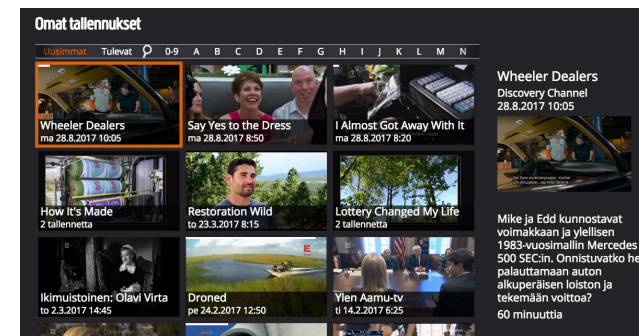 Omat tallennukset
Uusimmat Tulevat 0-9 A B C D E F G H I J K L M N
Wheeler Dealers
ma 28.8.2017 10:05
Say Yes to the Dress
ma 28.8.2017 8:50
I Almost Got Away With It
ma 28.8.2017 8:20
How It's Made
2 tallennetta
Restoration Wild
to 23.3.2017 8:15
Lottery Changed My Life
2 tallennetta
Ikimuistoinen: Olavi Virta
to 2.3.2017 14:45
Droned
pe 24.2.2017 12:50
Ylen Aamu-tv
ti 14.2.2017 6:25
Wheeler Dealers
Discovery Channel
28.8.2017 10:05
Mike ja Edd kunnostavat
voimakkaan ja ylellisen
1983-vuosimallin Mercedes
500 SEC:in. Onnistuvatko he
palauttamaan auton
alkuperäisen loiston ja
tekemään voittoa?
60 minuuttia